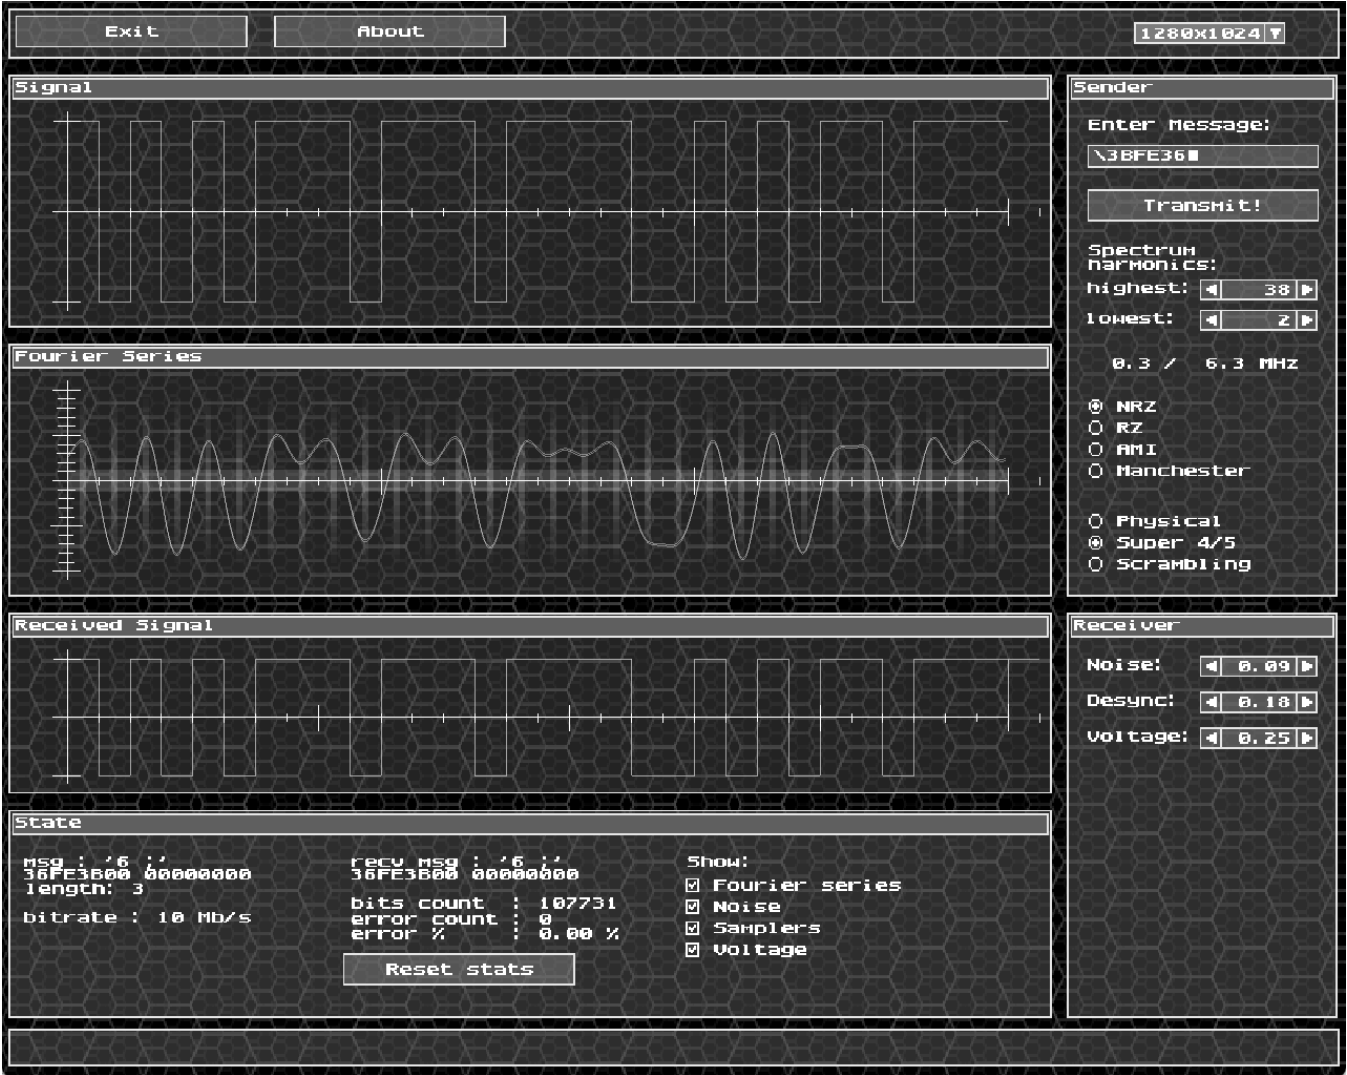 Exit
About
1280x1024
Signal
Sender
Enter Message:
\3BFE36
Transmit!
Spectrum
harmonics:
highest: 38
lowest: 2
0.3 / 6.3 MHz
NRZ
RZ
AMI
Manchester
Physical
Super 4/5
Scrambling
Fourier Series
Received Signal
Receiver
Noise: 0.09
Desync: 0.18
Voltage: 0.25
State
msg : '6 ;'
36FE3B00 00000000
length: 3
bitrate : 10 Mb/s
recv msg : '6 ;'
36FE3B00 00000000
bits count : 107731
error count : 0
error % : 0.00 %
Reset stats
Show:
Fourier series
Noise
Samplers
Voltage